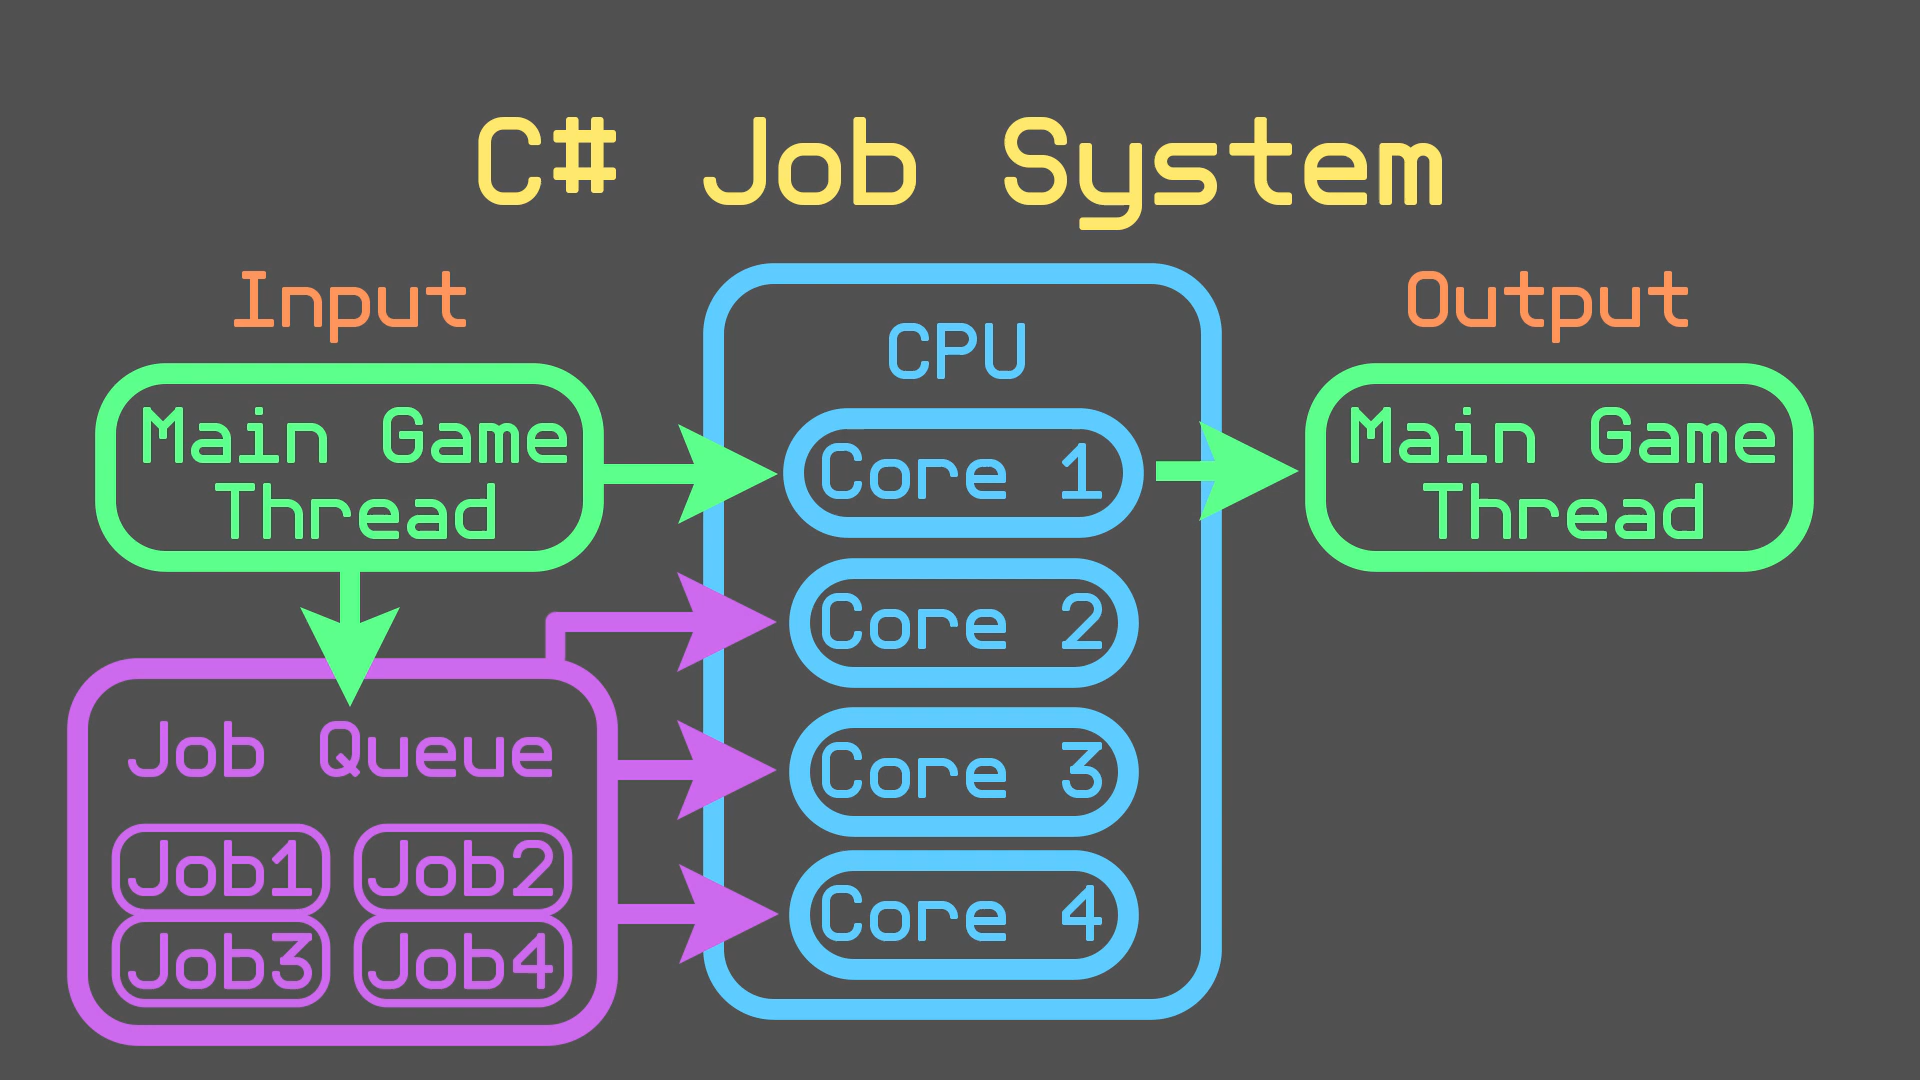 C# Job System
Input
Output
CPU
Main Game
Thread
Core 1
Main Game
Thread
Core 2
Core 3
Core 4
Job Queue
Job1 Job2
Job3 Job4